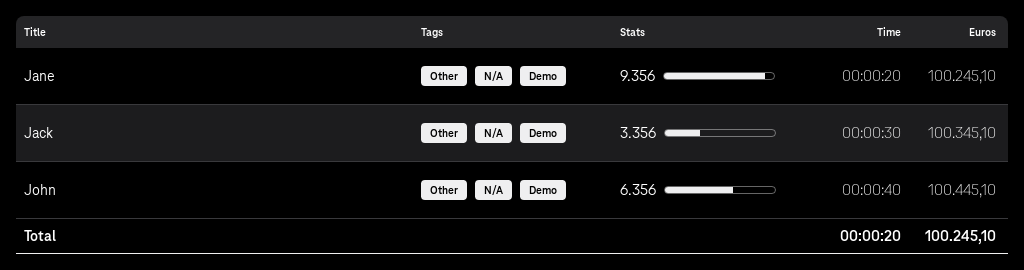 Title Tags Stats Time Euros
Jane Other N/A Demo 9.356 00:00:20 100.245,10
Jack Other N/A Demo 3.356 00:00:30 100.345,10
John Other N/A Demo 6.356 00:00:40 100.445,10
Total 00:00:20 100.245,10